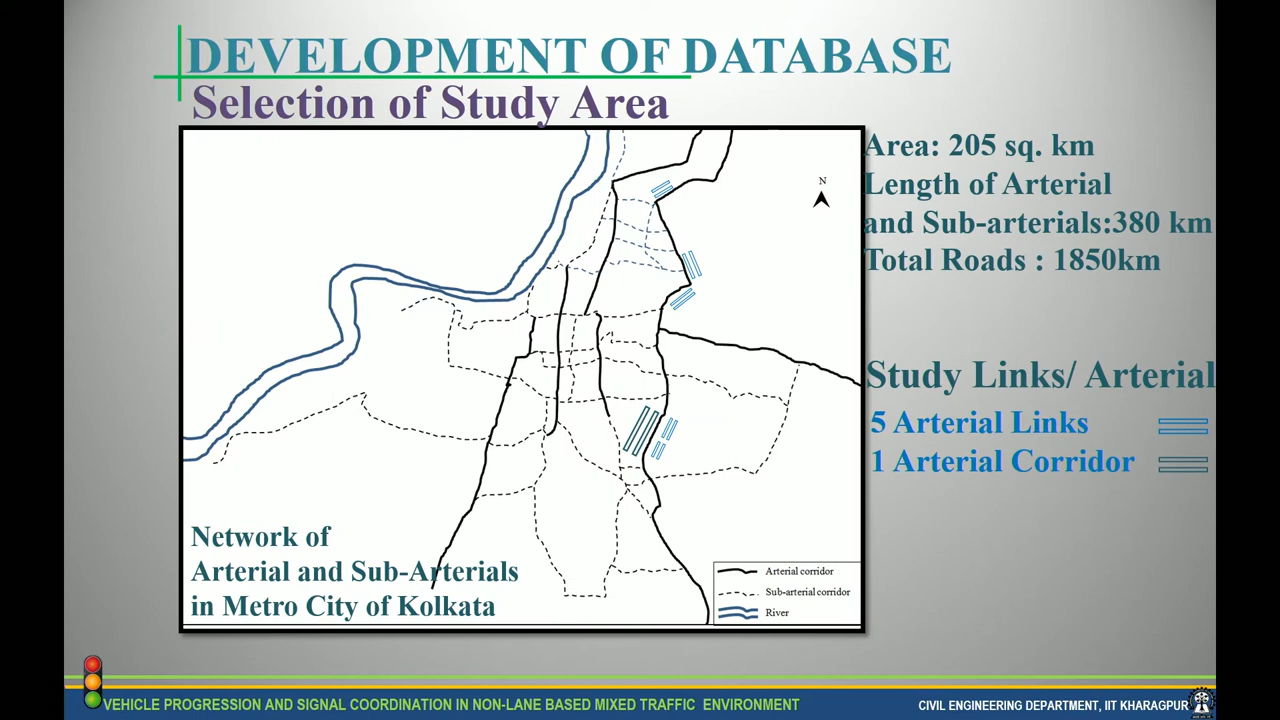 DEVELOPMENT OF DATABASE
Selection of Study Area
Area: 205 sq. km
Length of Arterial
and Sub-arterials:380 km
Total Roads : 1850km
N
Study Links/ Arterial
5 Arterial Links
1 Arterial Corridor
Network of
Arterial and Sub-Arterials
in Metro City of Kolkata
Arterial corridor
Sub-arterial corridor
River
VEHICLE PROGRESSION AND SIGNAL COORDINATION IN NON-LANE BASED MIXED TRAFFIC ENVIRONMENT
CIVIL ENGINEERING DEPARTMENT, IIT KHARAGPUR